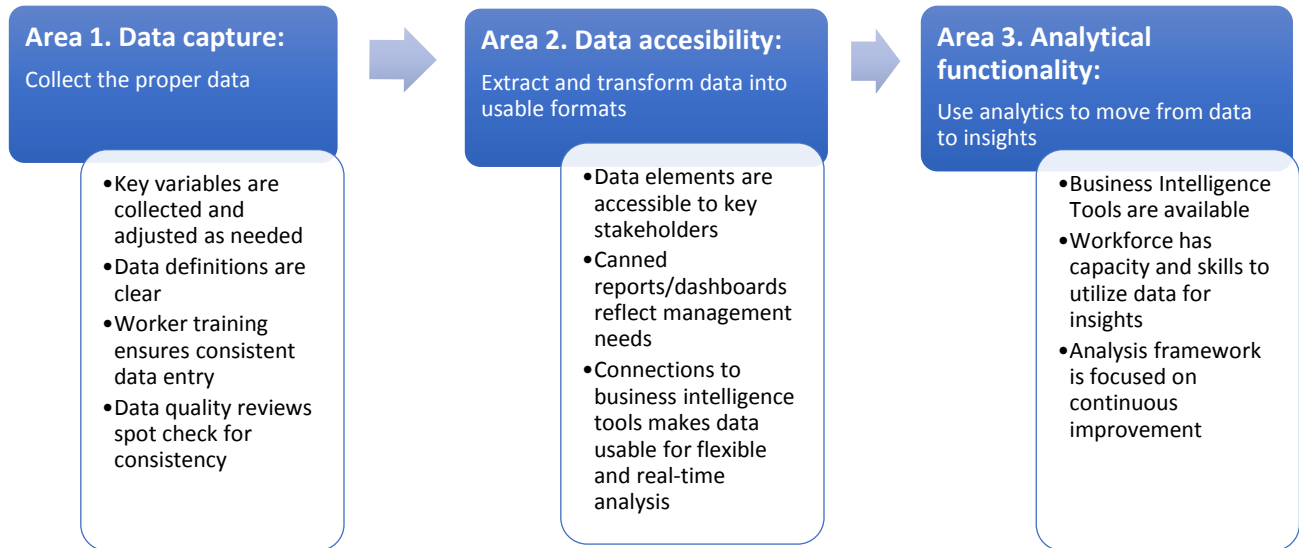 Area 1. Data capture:
Collect the proper data
•Key variables are
collected and
adjusted as needed
•Data definitions are
clear
•Worker training
ensures consistent
data entry
•Data quality reviews
spot check for
consistency
Area 2. Data accesibility:
Extract and transform data into
usable formats
•Data elements are
accessible to key
stakeholders
•Canned
reports/dashboards
reflect management
needs
•Connections to
business intelligence
tools makes data
usable for flexible
and real-time
analysis
Area 3. Analytical
functionality:
Use analytics to move from data
to insights
•Business Intelligence
Tools are available
•Workforce has
capacity and skills to
utilize data for
insights
•Analysis framework
is focused on
continuous
improvement